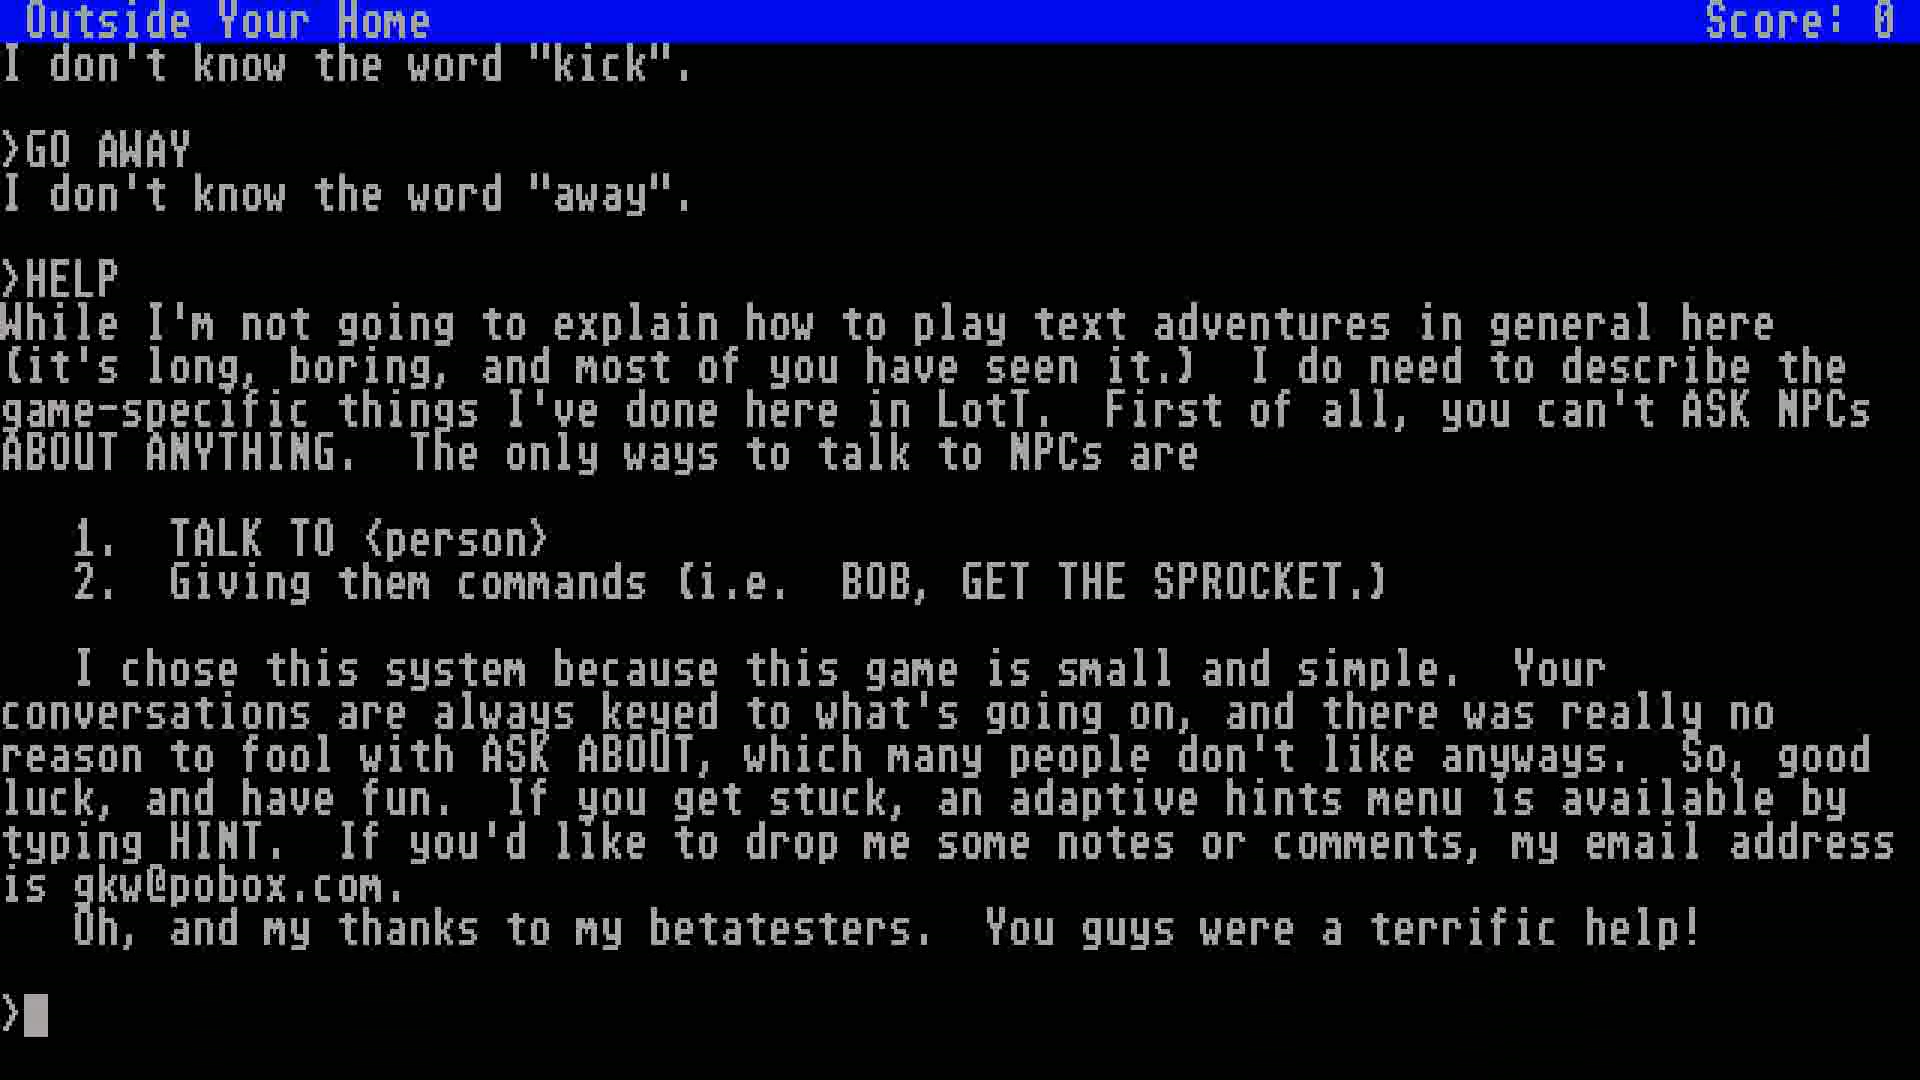 Outside Your Home Score: 0
I don't know the word "kick".
>GO AWAY
I don't know the word "away".
>HELP
While I'm not going to explain how to play text adventures in general here
(it's long, boring, and most of you have seen it.)  I do need to describe the
game-specific things I've done here in LotT.  First of all, you can't ASK NPCs
ABOUT ANYTHING.  The only ways to talk to NPCs are
1.  TALK TO <person>
2.  Giving them commands (i.e.  BOB, GET THE SPROCKET.)
I chose this system because this game is small and simple.  Your
conversations are always keyed to what's going on, and there was really no
reason to fool with ASK ABOUT, which many people don't like anyways.  So, good
luck, and have fun.  If you get stuck, an adaptive hints menu is available by
typing HINT.  If you'd like to drop me some notes or comments, my email address
is gkw@pobox.com.
Oh, and my thanks to my betatesters.  You guys were a terrific help!
>